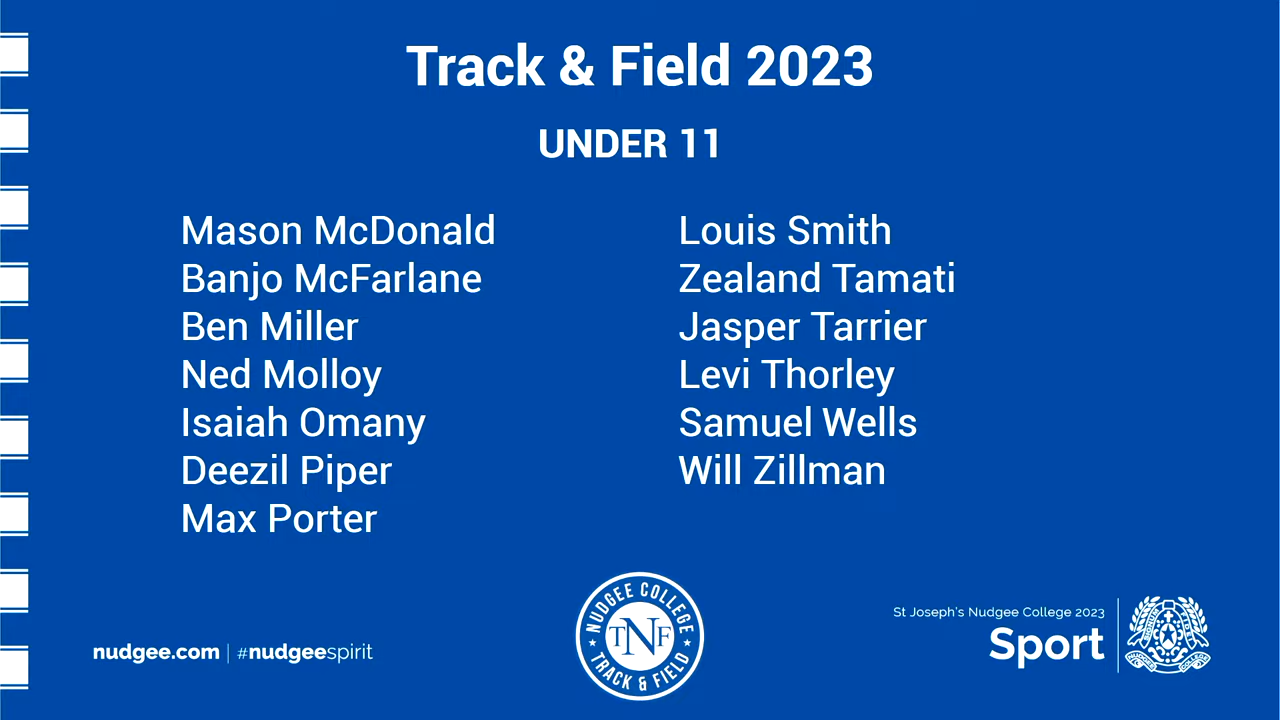 Track & Field 2023
UNDER 11
Mason McDonald
Banjo McFarlane
Ben Miller
Ned Molloy
Isaiah Omany
Deezil Piper
Max Porter
Louis Smith
Zealand Tamati
Jasper Tarrier
Levi Thorley
Samuel Wells
Will Zillman
nudgee.com | #nudgeespirit
NUDGEE COLLEGE
TNF
TRACK & FIELD
St Joseph's Nudgee College 2023
Sport